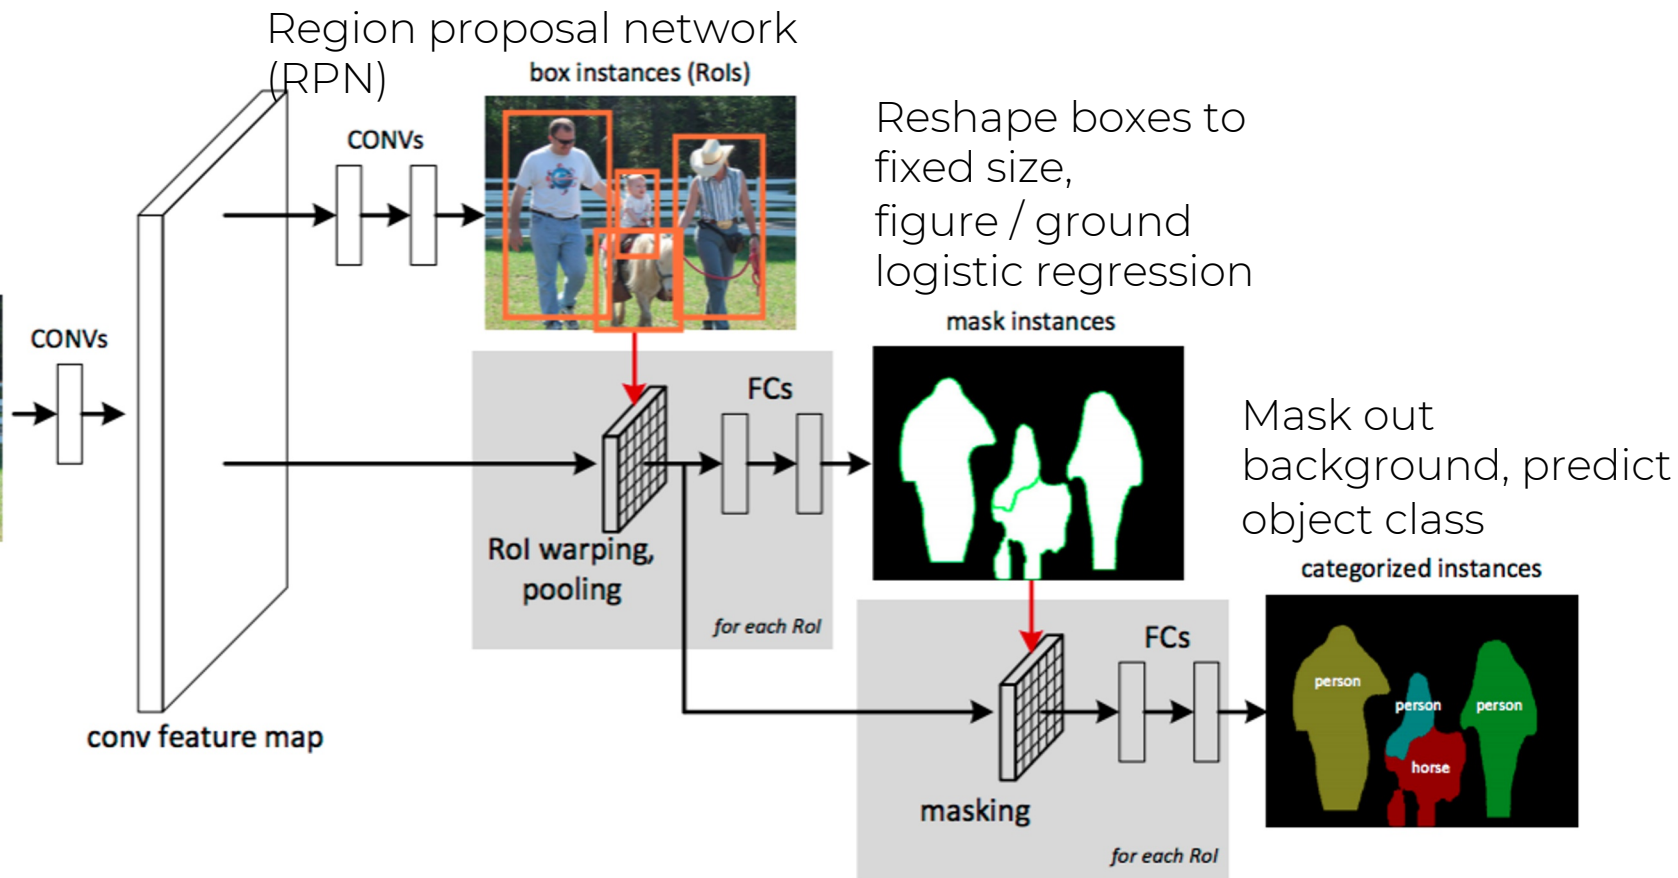 Region proposal network
(RPN)
box instances (RoIs)
CONVs
Reshape boxes to
fixed size,
figure / ground
logistic regression
mask instances
CONVs
FCs
Mask out
background, predict
object class
categorized instances
RoI warping,
pooling
for each RoI
conv feature map
FCs
person
person
person
horse
masking
for each RoI